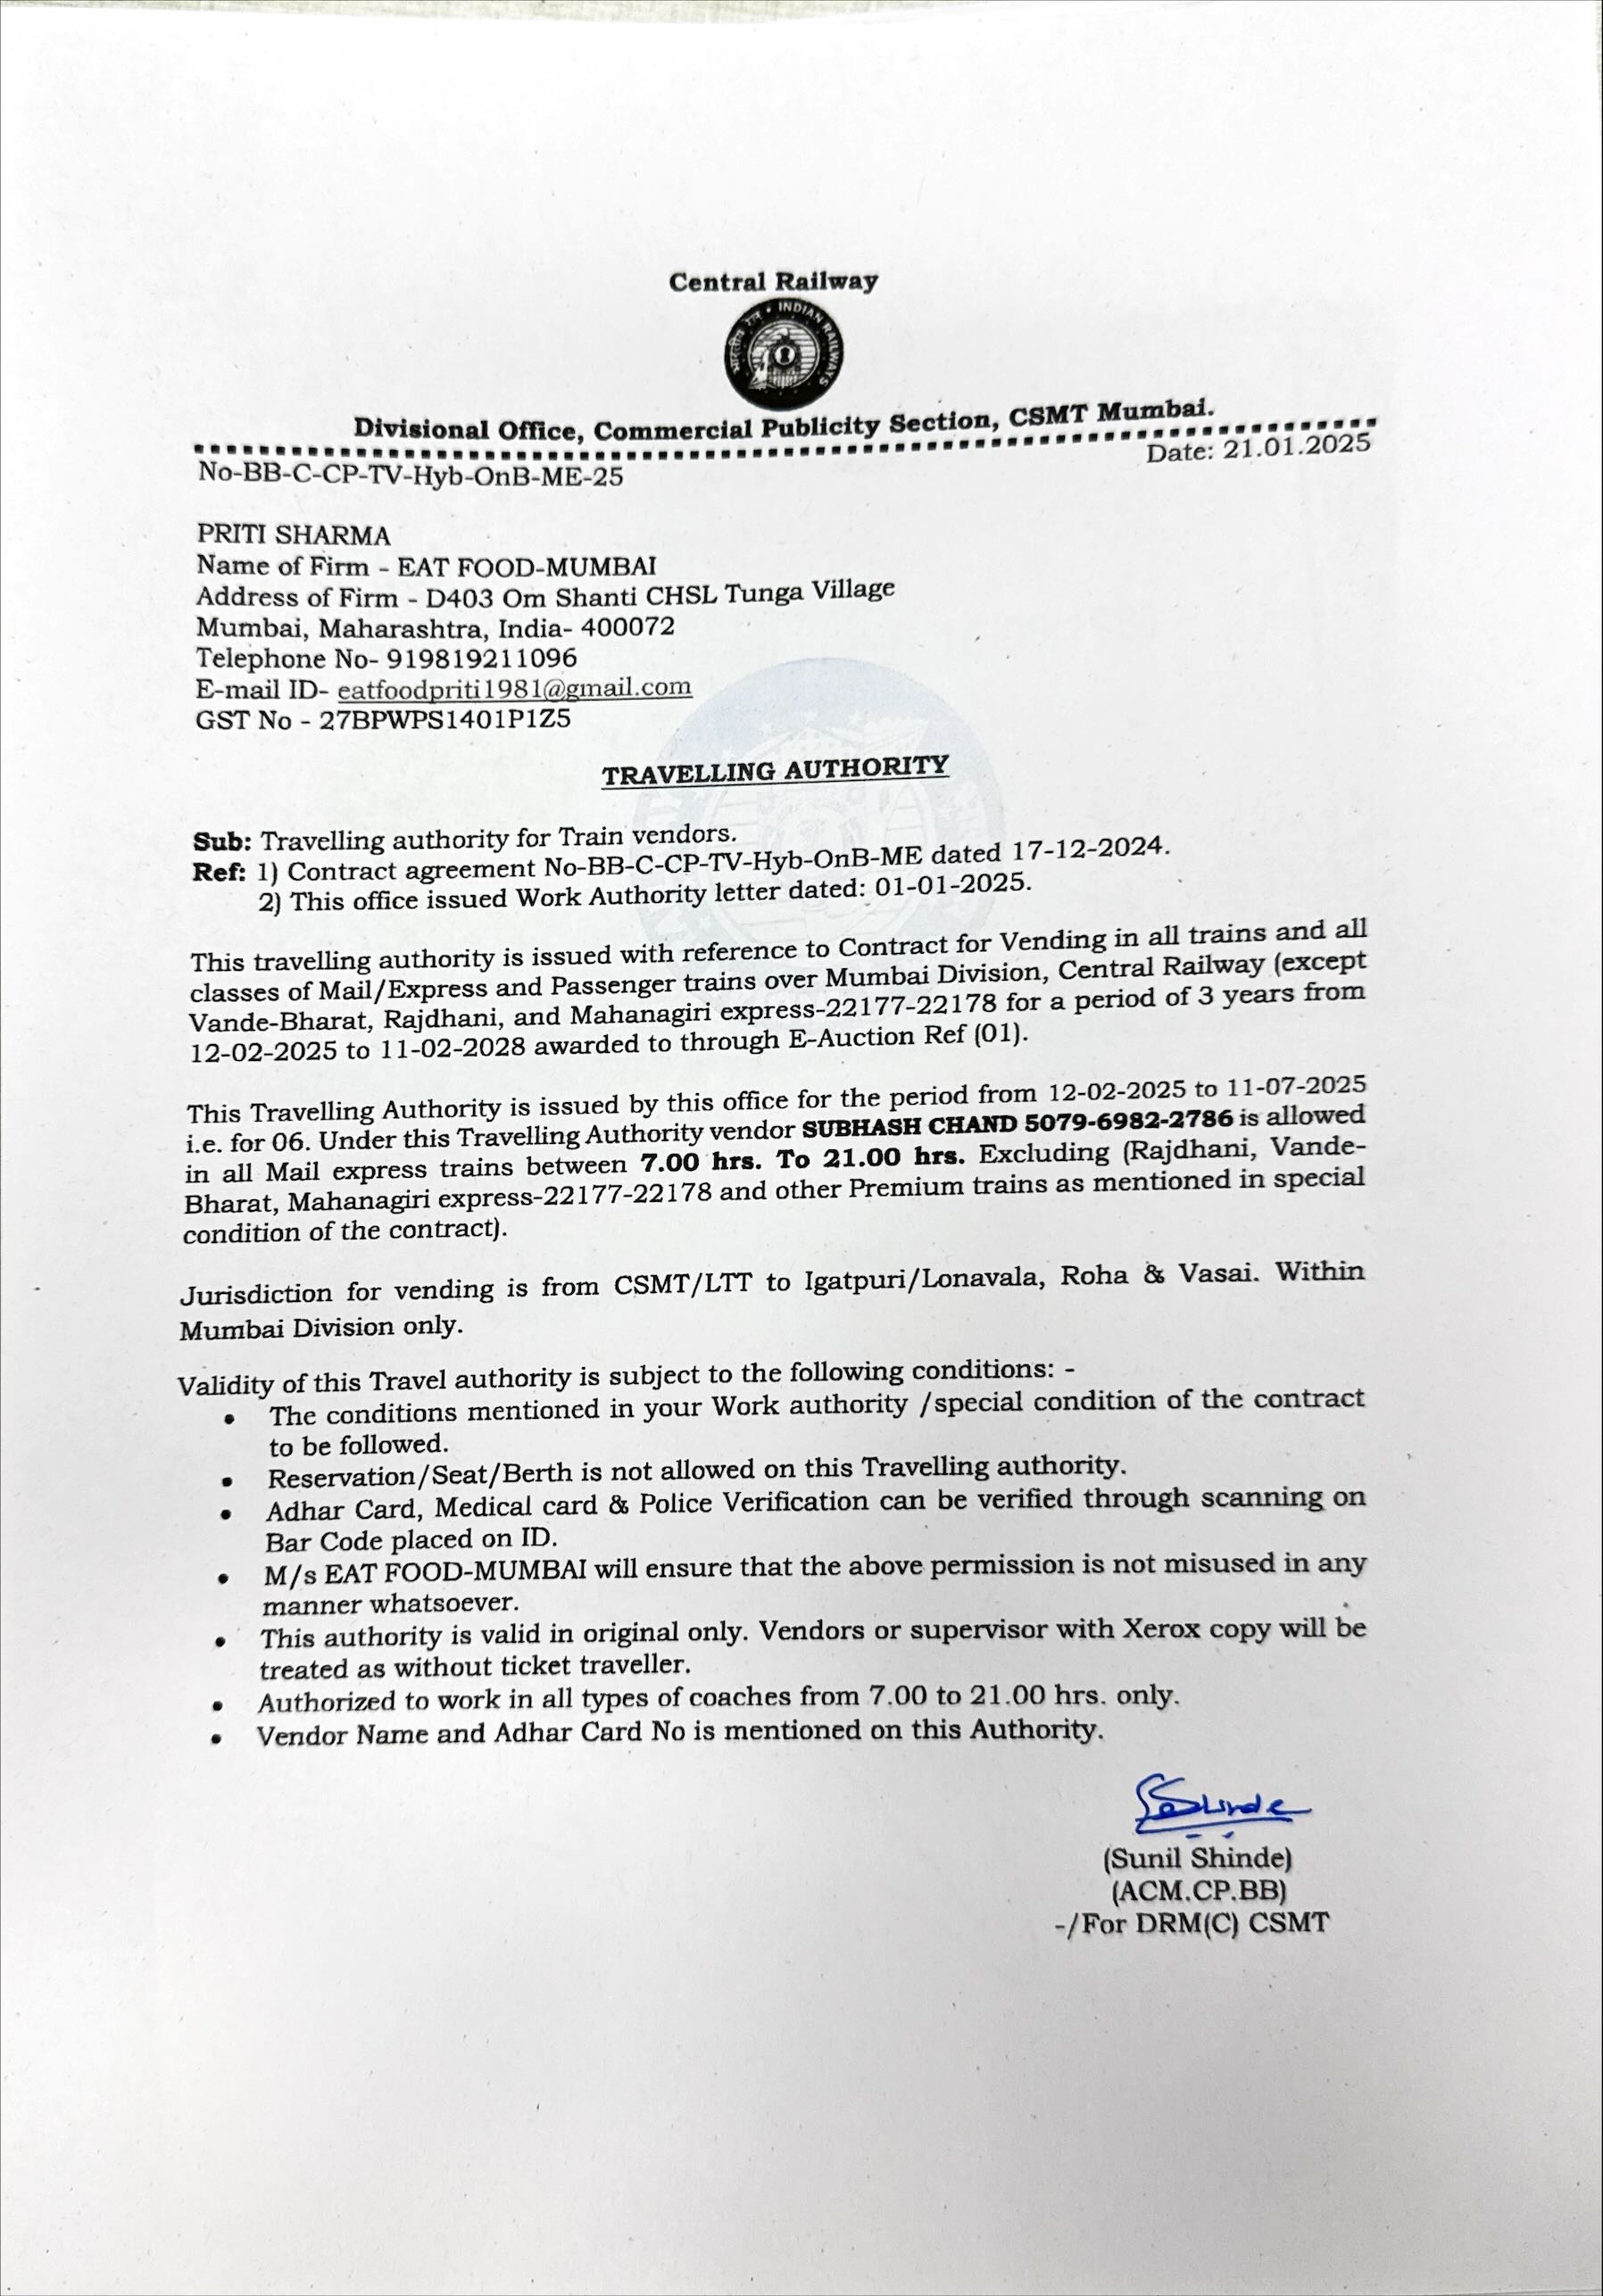 Central Railway
भारतीय रेल • INDIAN RAILWAYS
Divisional Office, Commercial Publicity Section, CSMT Mumbai.
Date: 21.01.2025
No-BB-C-CP-TV-Hyb-OnB-ME-25
PRITI SHARMA
Name of Firm - EAT FOOD-MUMBAI
Address of Firm - D403 Om Shanti CHSL Tunga Village
Mumbai, Maharashtra, India- 400072
Telephone No- 919819211096
E-mail ID- eatfoodpriti1981@gmail.com
GST No - 27BPWPS1401P1Z5
TRAVELLING AUTHORITY
Sub: Travelling authority for Train vendors.
Ref: 1) Contract agreement No-BB-C-CP-TV-Hyb-OnB-ME dated 17-12-2024.
2) This office issued Work Authority letter dated: 01-01-2025.
This travelling authority is issued with reference to Contract for Vending in all trains and all
classes of Mail/Express and Passenger trains over Mumbai Division, Central Railway (except
Vande-Bharat, Rajdhani, and Mahanagiri express-22177-22178 for a period of 3 years from
12-02-2025 to 11-02-2028 awarded to through E-Auction Ref (01).
This Travelling Authority is issued by this office for the period from 12-02-2025 to 11-07-2025
i.e. for 06. Under this Travelling Authority vendor SUBHASH CHAND 5079-6982-2786 is allowed
in all Mail express trains between 7.00 hrs. To 21.00 hrs. Excluding (Rajdhani, Vande-
Bharat, Mahanagiri express-22177-22178 and other Premium trains as mentioned in special
condition of the contract).
Jurisdiction for vending is from CSMT/LTT to Igatpuri/Lonavala, Roha & Vasai. Within
Mumbai Division only.
Validity of this Travel authority is subject to the following conditions: -
• The conditions mentioned in your Work authority /special condition of the contract
to be followed.
• Reservation/Seat/Berth is not allowed on this Travelling authority.
• Adhar Card, Medical card & Police Verification can be verified through scanning on
Bar Code placed on ID.
• M/s EAT FOOD-MUMBAI will ensure that the above permission is not misused in any
manner whatsoever.
• This authority is valid in original only. Vendors or supervisor with Xerox copy will be
treated as without ticket traveller.
• Authorized to work in all types of coaches from 7.00 to 21.00 hrs. only.
• Vendor Name and Adhar Card No is mentioned on this Authority.
(Sunil Shinde)
(ACM.CP.BB)
-/For DRM(C) CSMT